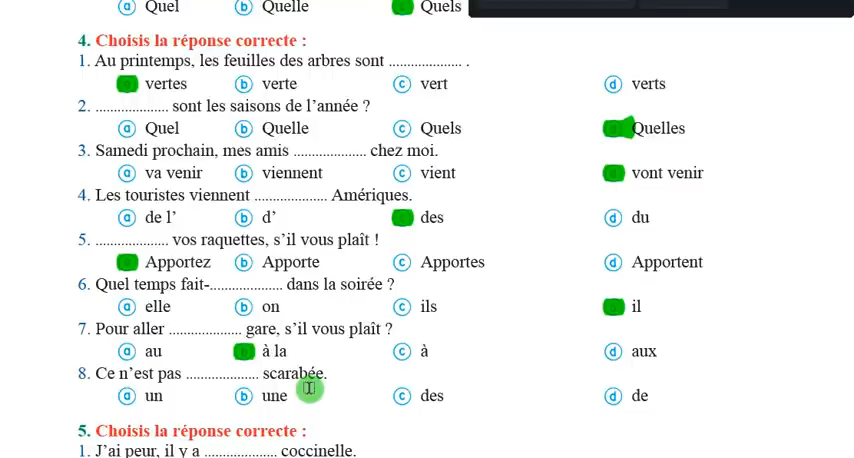 ⓐ Quel ⓑ Quelle Quels
4. Choisis la réponse correcte :
1. Au printemps, les feuilles des arbres sont .................... .
vertes ⓑ verte ⓒ vert ⓓ verts
2. .................... sont les saisons de l’année ?
ⓐ Quel ⓑ Quelle ⓒ Quels Quelles
3. Samedi prochain, mes amis .................... chez moi.
ⓐ va venir ⓑ viennent ⓒ vient vont venir
4. Les touristes viennent .................... Amériques.
ⓐ de l’ ⓑ d’ des ⓓ du
5. .................... vos raquettes, s’il vous plaît !
Apportez ⓑ Apporte ⓒ Apportes ⓓ Apportent
6. Quel temps fait-.................... dans la soirée ?
ⓐ elle ⓑ on ⓒ ils il
7. Pour aller .................... gare, s’il vous plaît ?
ⓐ au à la ⓒ à ⓓ aux
8. Ce n’est pas .................... scarabée.
ⓐ un ⓑ une ⓒ des ⓓ de
5. Choisis la réponse correcte :
1. J’ai peur, il y a .................... coccinelle.